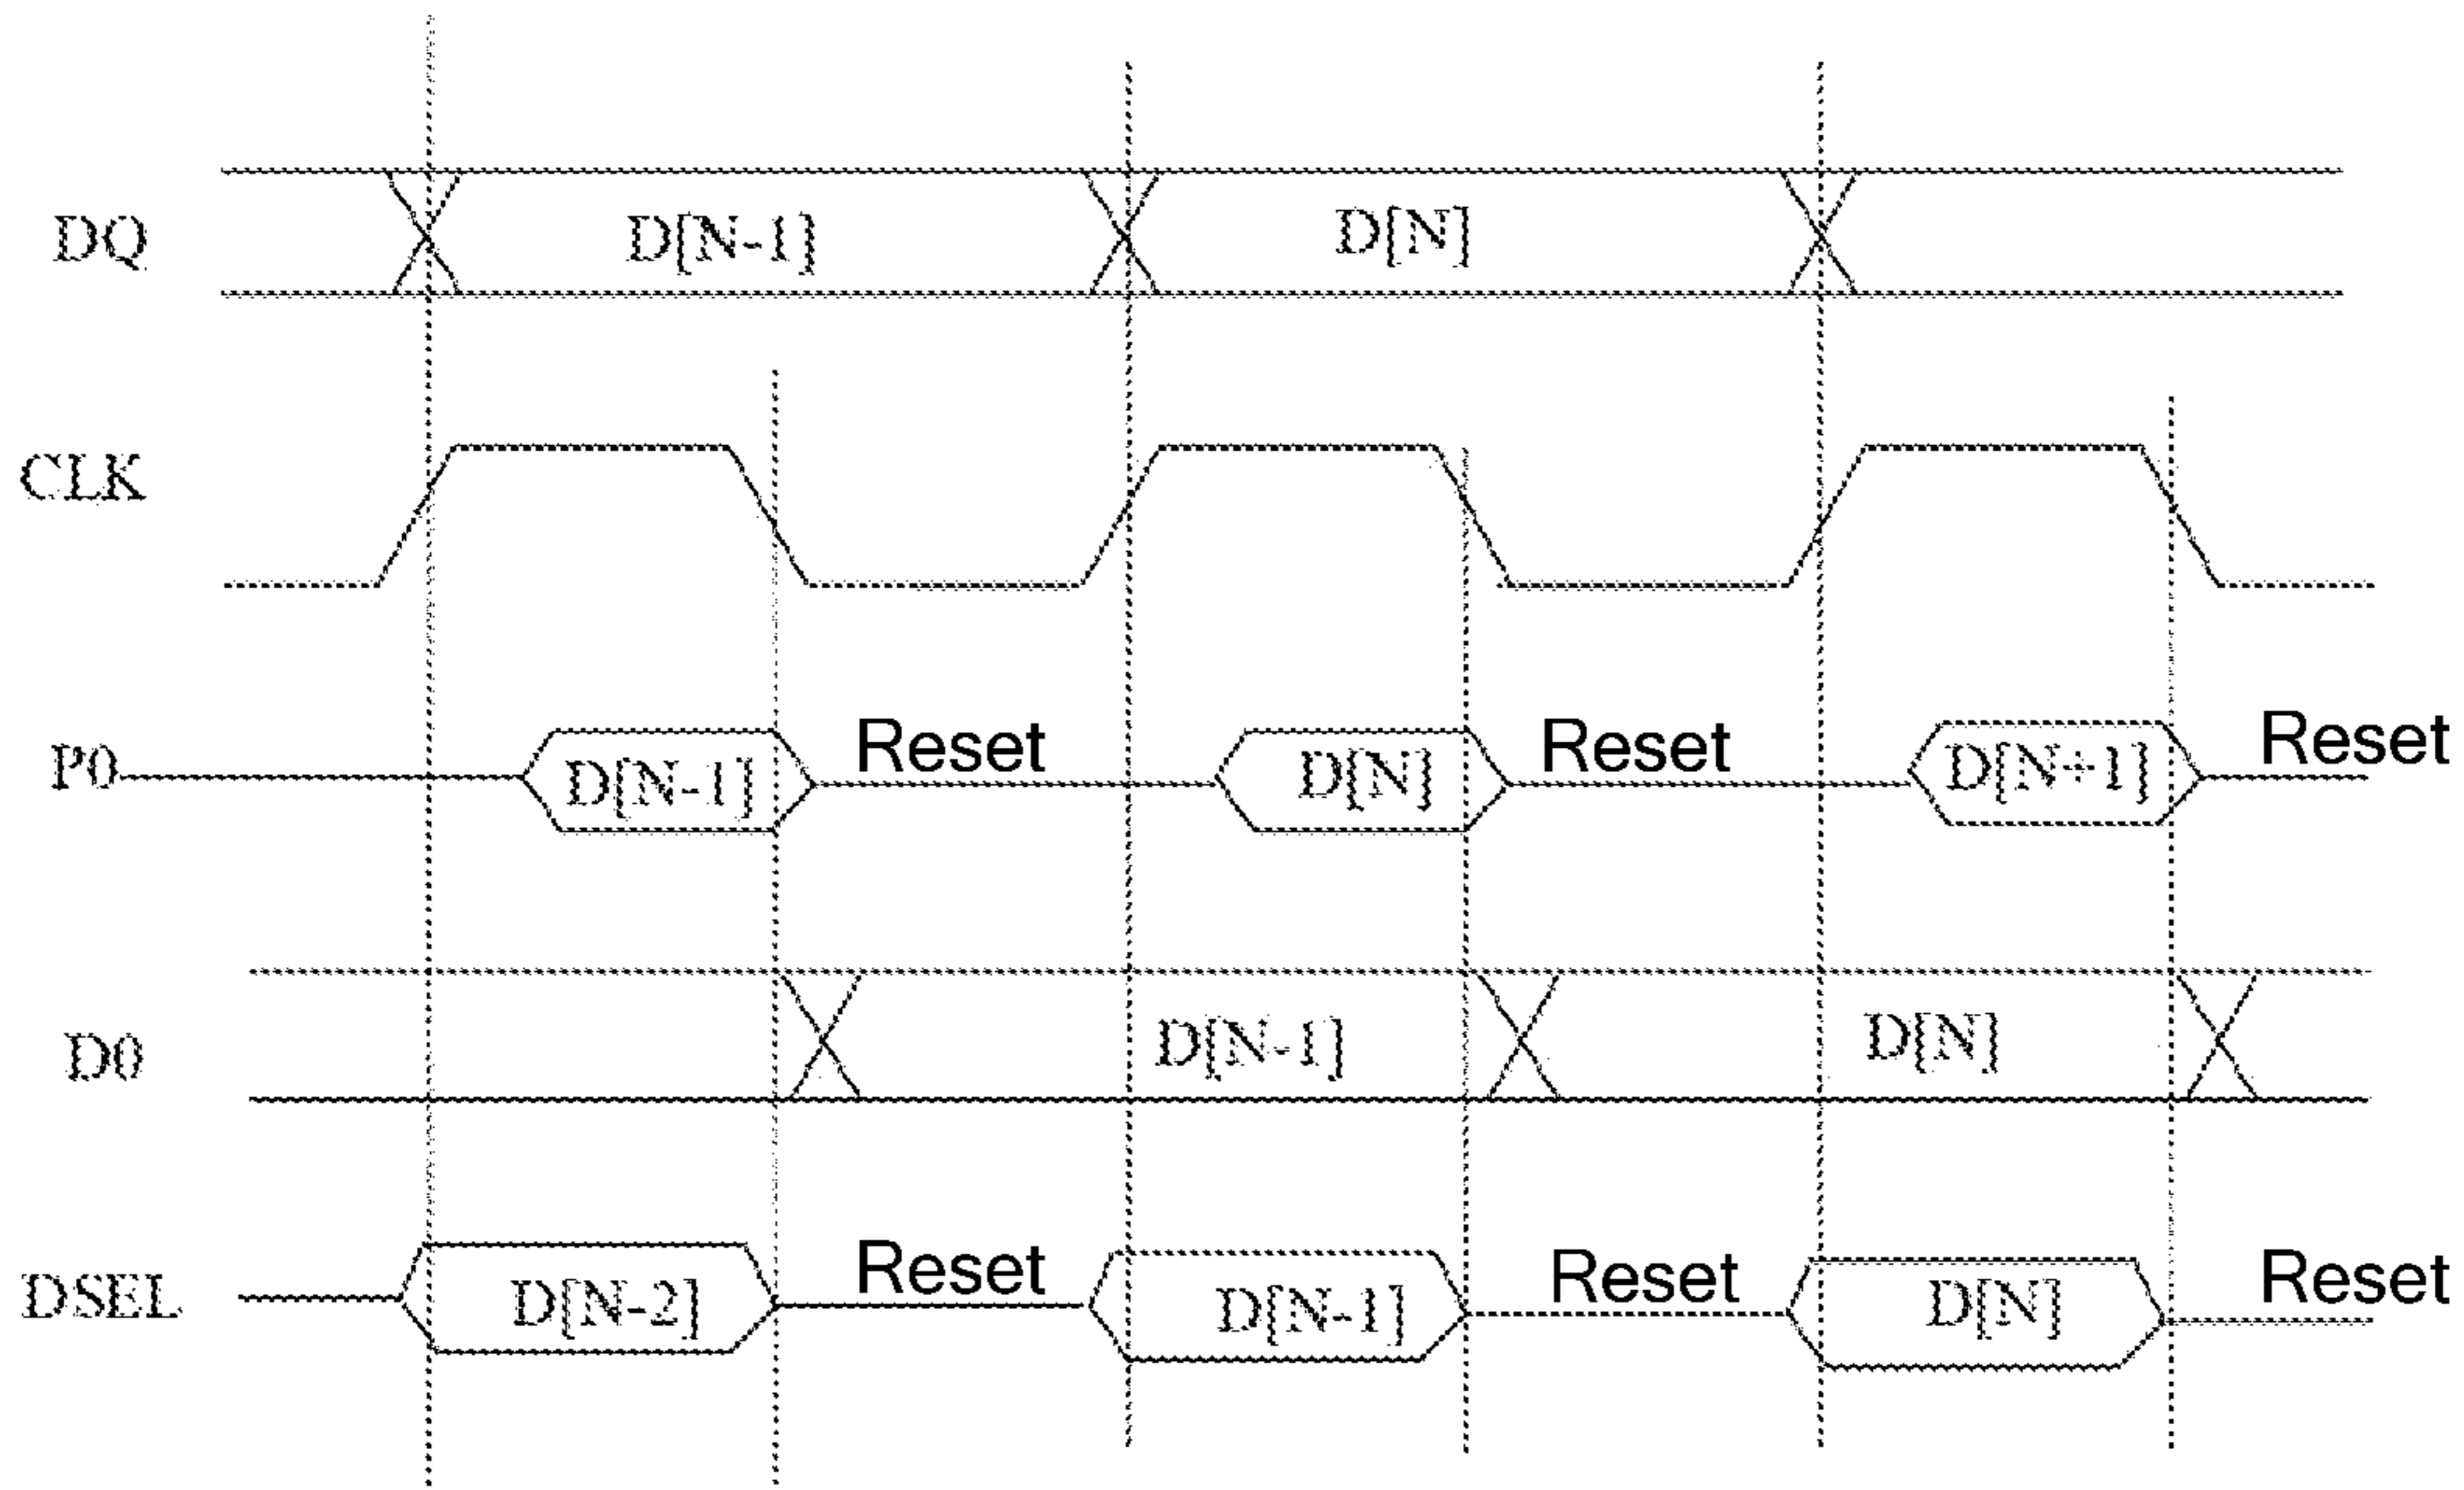 DQ D[N-1] D[N]
CLK
P0 D[N-1] Reset D[N] Reset D[N+1] Reset
D0 D[N-1] D[N]
DSEL D[N-2] Reset D[N-1] Reset D[N] Reset